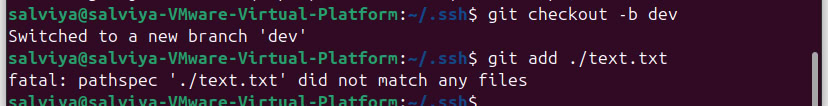 salviya@salviya-VMware-Virtual-Platform:~/.ssh$ git checkout -b dev
Switched to a new branch 'dev'
salviya@salviya-VMware-Virtual-Platform:~/.ssh$ git add ./text.txt
fatal: pathspec './text.txt' did not match any files
salviya@salviya-VMware-Virtual-Platform:~/.ssh$